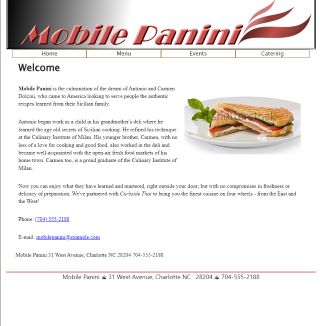 Mobile Panini
Home Menu Events Catering
Welcome
Mobile Panini is the culmination of the dream of Antonio and Carmen
Dolcini, who came to America looking to serve people the authentic
recipes learned from their Sicilian family.
Antonio began work as a child in his grandmother's deli where he
learned the age old secrets of Sicilian cooking. He refined his technique
at the Culinary Institute of Milan. His younger brother, Carmen, with no
less of a love for cooking and good food, also worked in the deli and
become well-acquainted with the open-air fresh food markets of his
home town. Carmen too, is a proud graduate of the Culinary Institute of
Milan.
Now you can enjoy what they have learned and mastered, right outside your door; but with no compromises in freshness or
delicacy of preparation. We've partnered with Curbside Thai to bring you the finest cuisine on four wheels - from the East and
the West!
Phone: (704) 555-2188
E-mail: mobilepanini@example.com
Mobile Panini 31 West Avenue, Charlotte NC 28204 704-555-2188
Mobile Panini 31 West Avenue, Charlotte NC 28204 704-555-2188